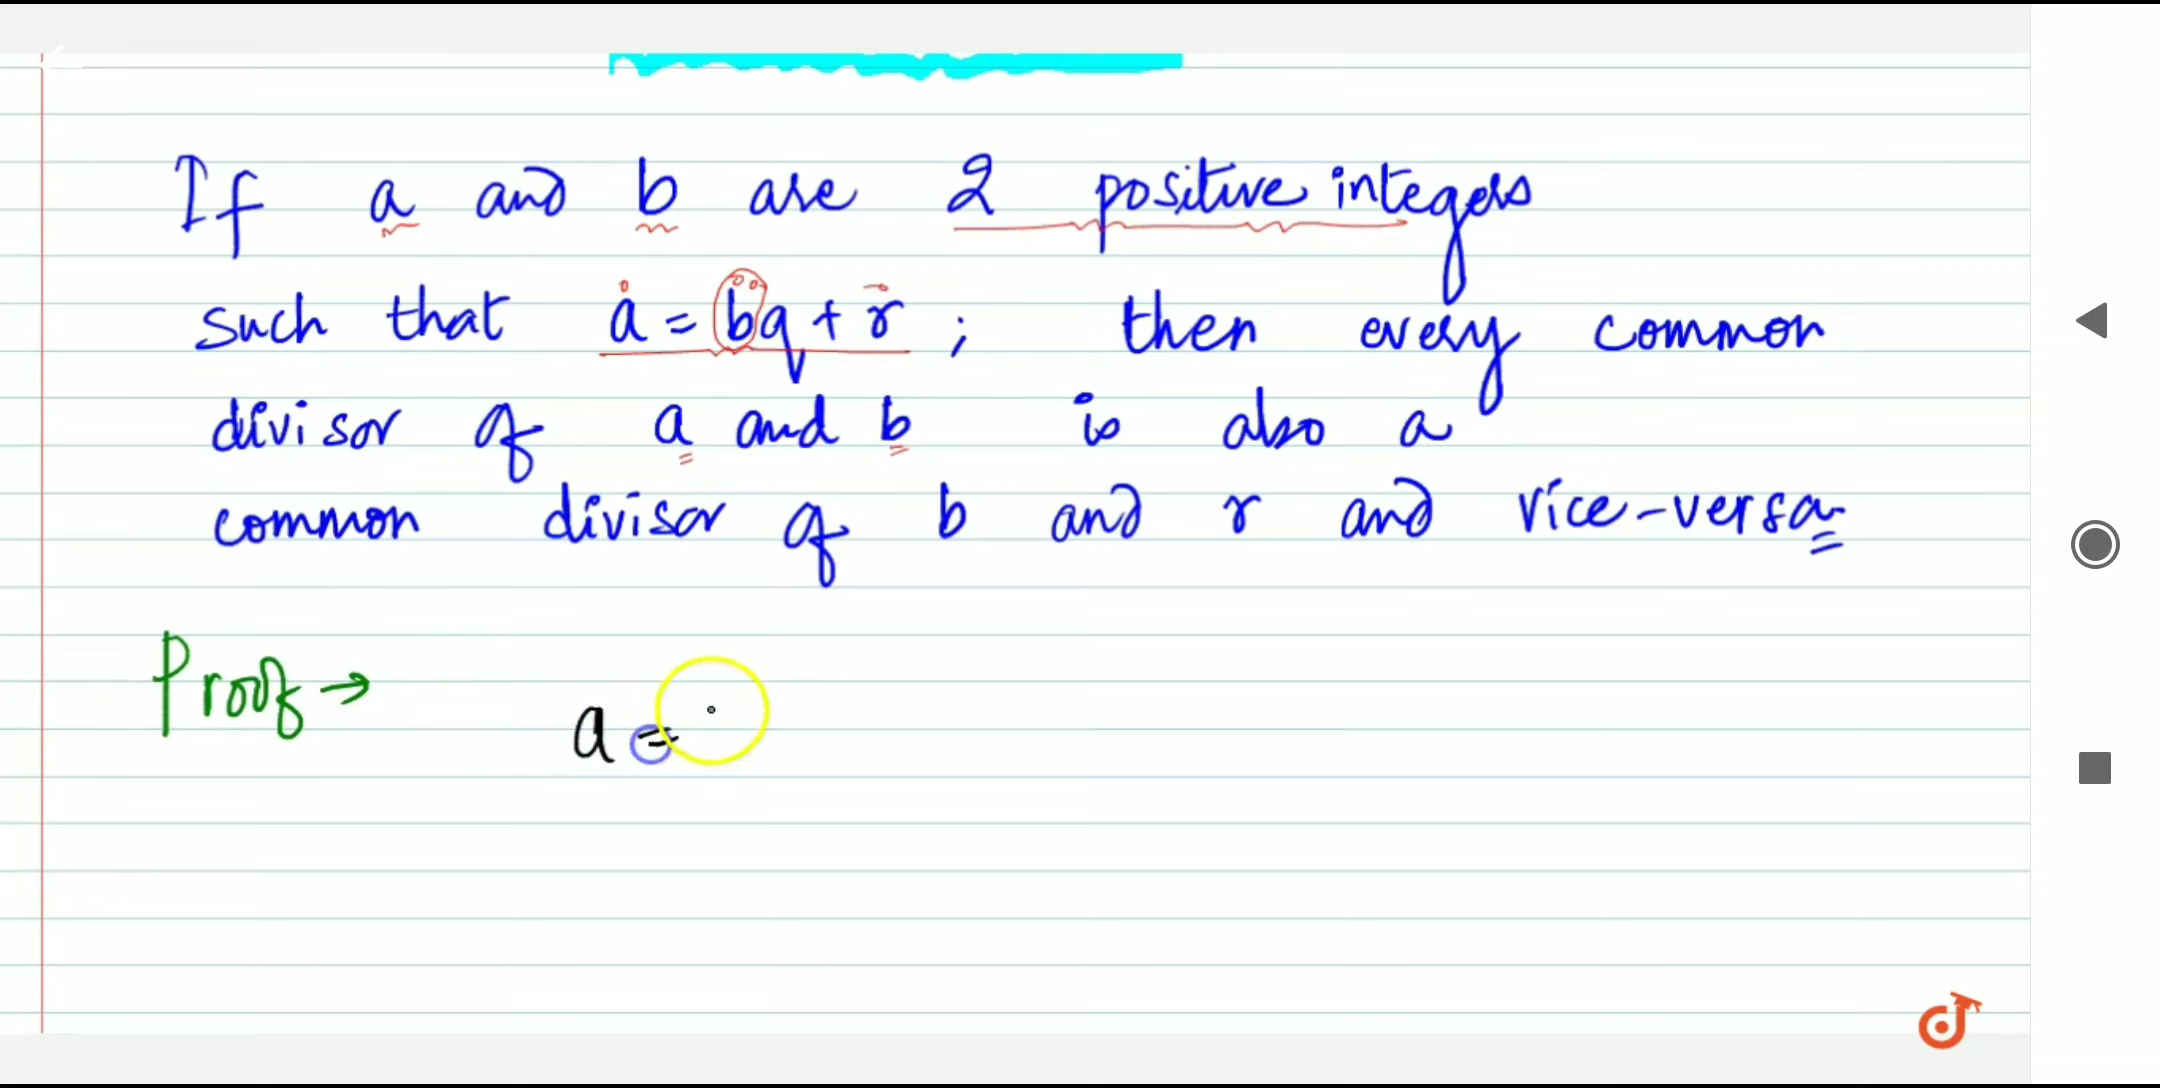 If a and b are 2 positive integers
such that a = bq + r ; then every common
divisor of a and b is also a
common divisor of b and r and vice-versa
Proof → a =